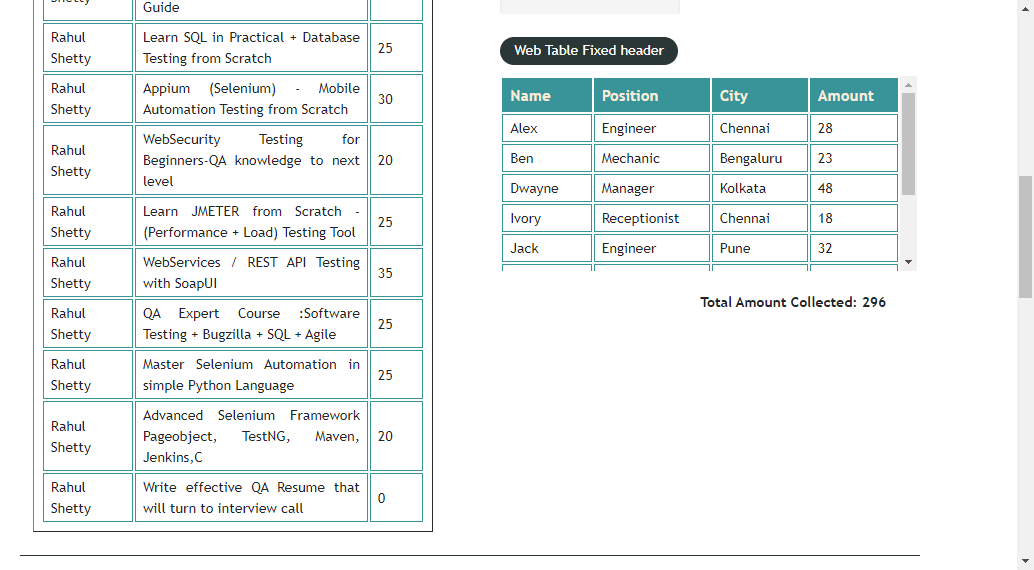 Guide
Rahul Shetty
Learn SQL in Practical + Database
Testing from Scratch
25
Rahul Shetty
Appium (Selenium) - Mobile
Automation Testing from Scratch
30
Rahul Shetty
WebSecurity Testing for
Beginners-QA knowledge to next
level
20
Rahul Shetty
Learn JMETER from Scratch -
(Performance + Load) Testing Tool
25
Rahul Shetty
WebServices / REST API Testing
with SoapUI
35
Rahul Shetty
QA Expert Course :Software
Testing + Bugzilla + SQL + Agile
25
Rahul Shetty
Master Selenium Automation in
simple Python Language
25
Rahul Shetty
Advanced Selenium Framework
Pageobject, TestNG, Maven,
Jenkins,C
20
Rahul Shetty
Write effective QA Resume that
will turn to interview call
0
Web Table Fixed header
Name Position City Amount
Alex Engineer Chennai 28
Ben Mechanic Bengaluru 23
Dwayne Manager Kolkata 48
Ivory Receptionist Chennai 18
Jack Engineer Pune 32
Total Amount Collected: 296